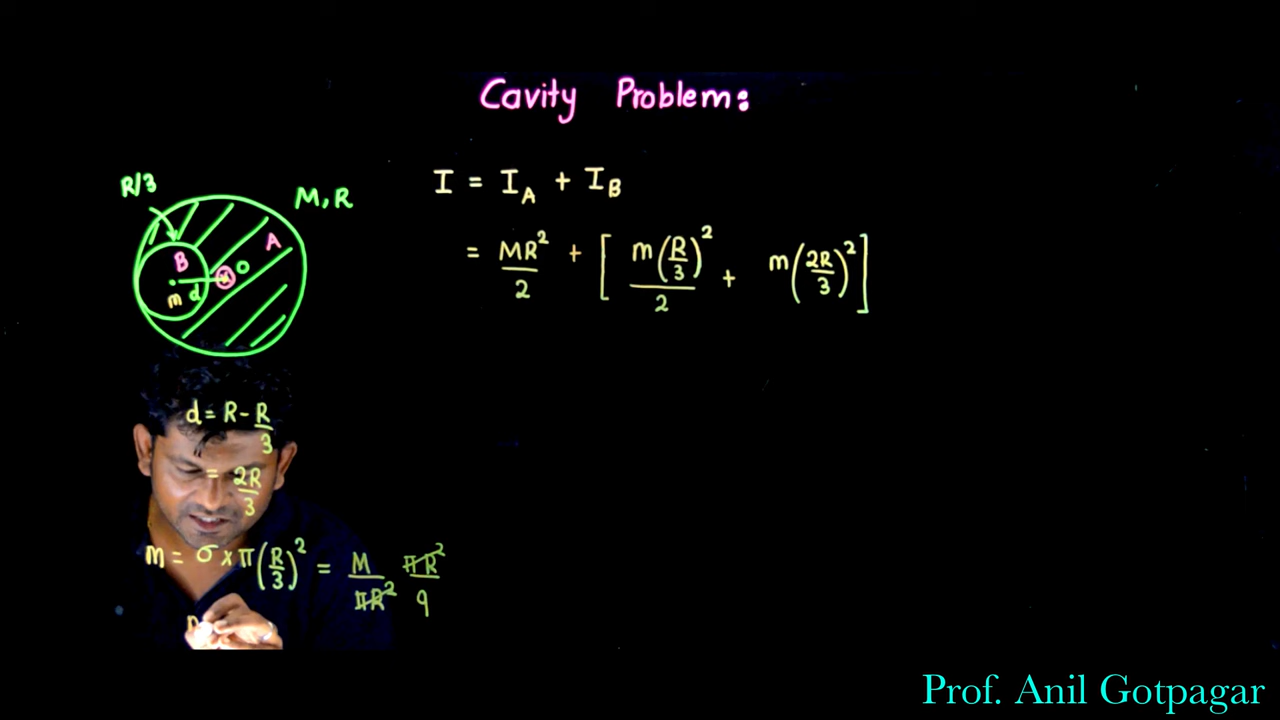 Cavity Problem:
R/3
M, R
A
B
O
m
d
I = I_A + I_B
= MR²/2 + [ m(R/3)²/2 + m(2R/3)² ]
d = R - R/3
= 2R/3
m = σ × π(R/3)² = M/πR² πR²/9
Prof. Anil Gotpagar